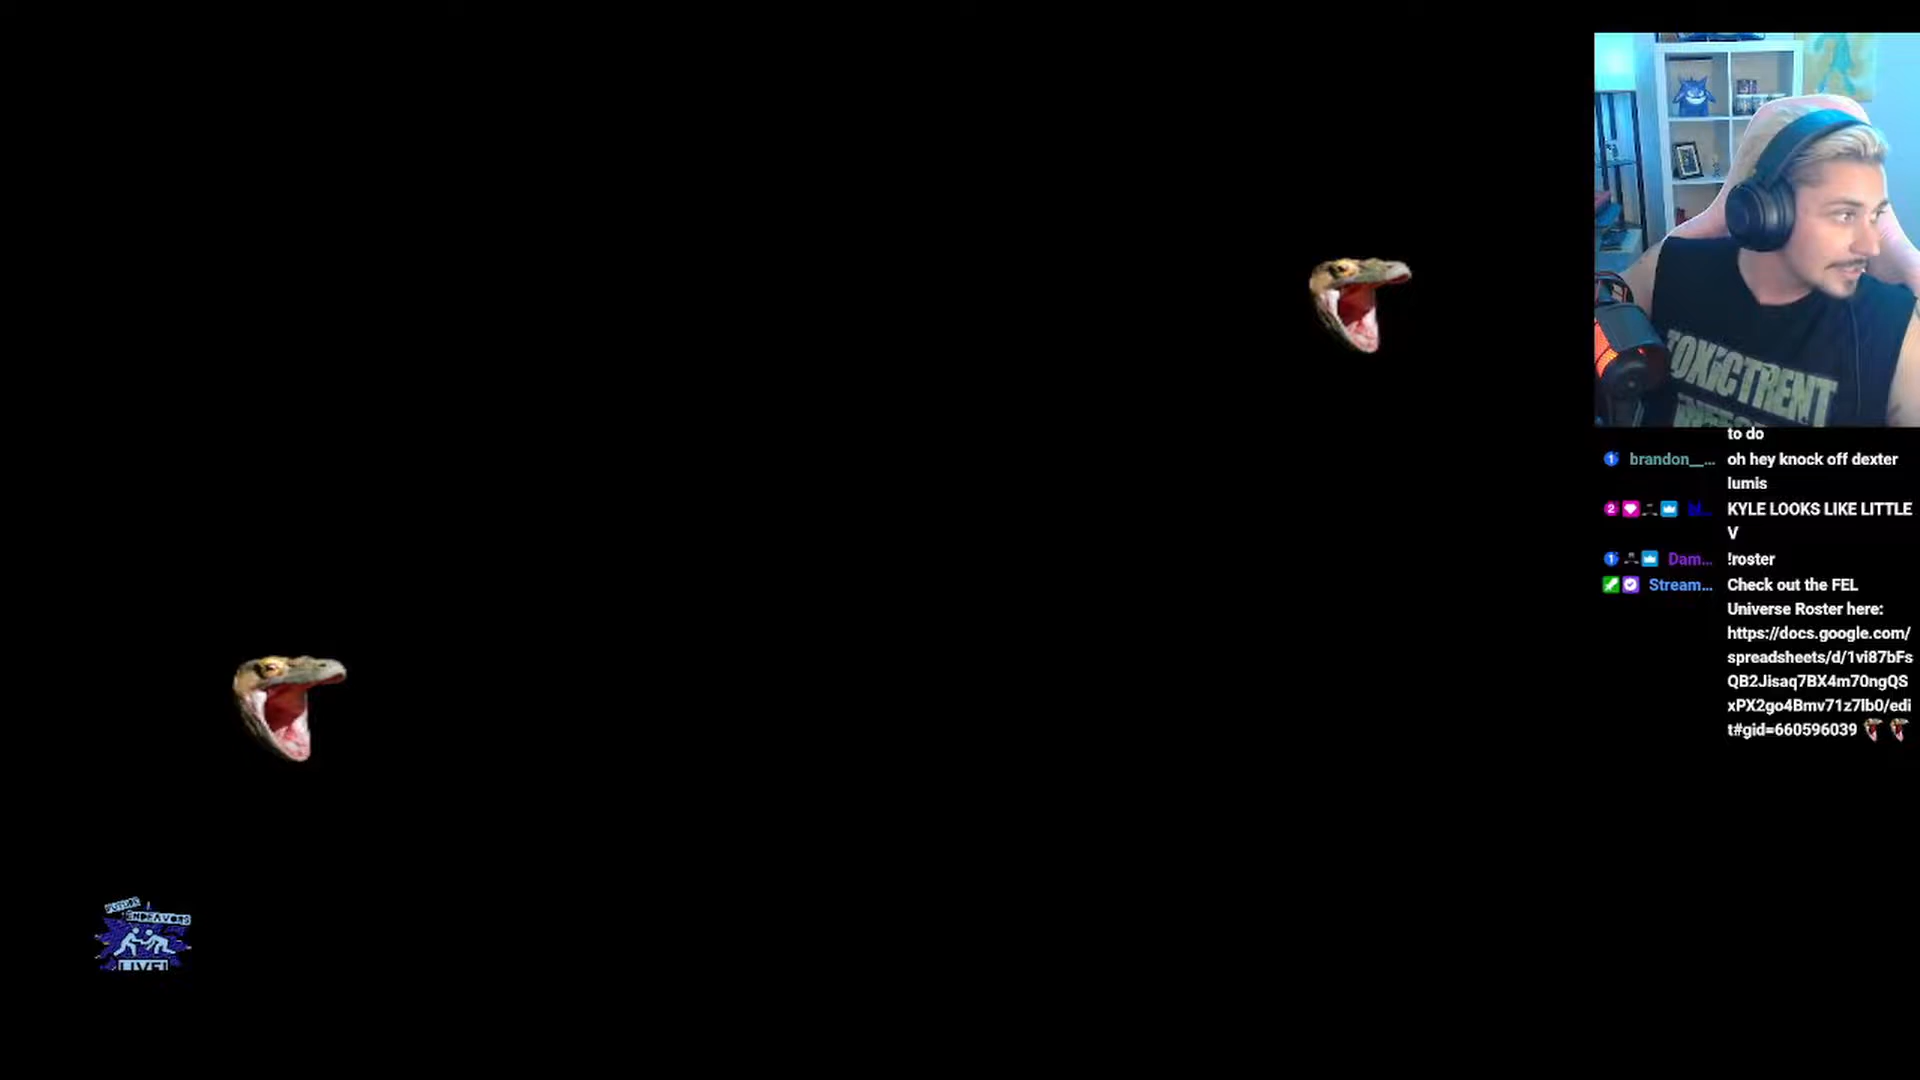 TOXICTRENT
to do
brandon__... oh hey knock off dexter
lumis
KYLE LOOKS LIKE LITTLE
V
Dam... !roster
Stream... Check out the FEL
Universe Roster here:
https://docs.google.com/
spreadsheets/d/1vi87bFs
QB2Jisaq7BX4m70ngQS
xPX2go4Bmv71z7lb0/edi
t#gid=660596039
FUTURE
ENDEAVORS
LIVE!